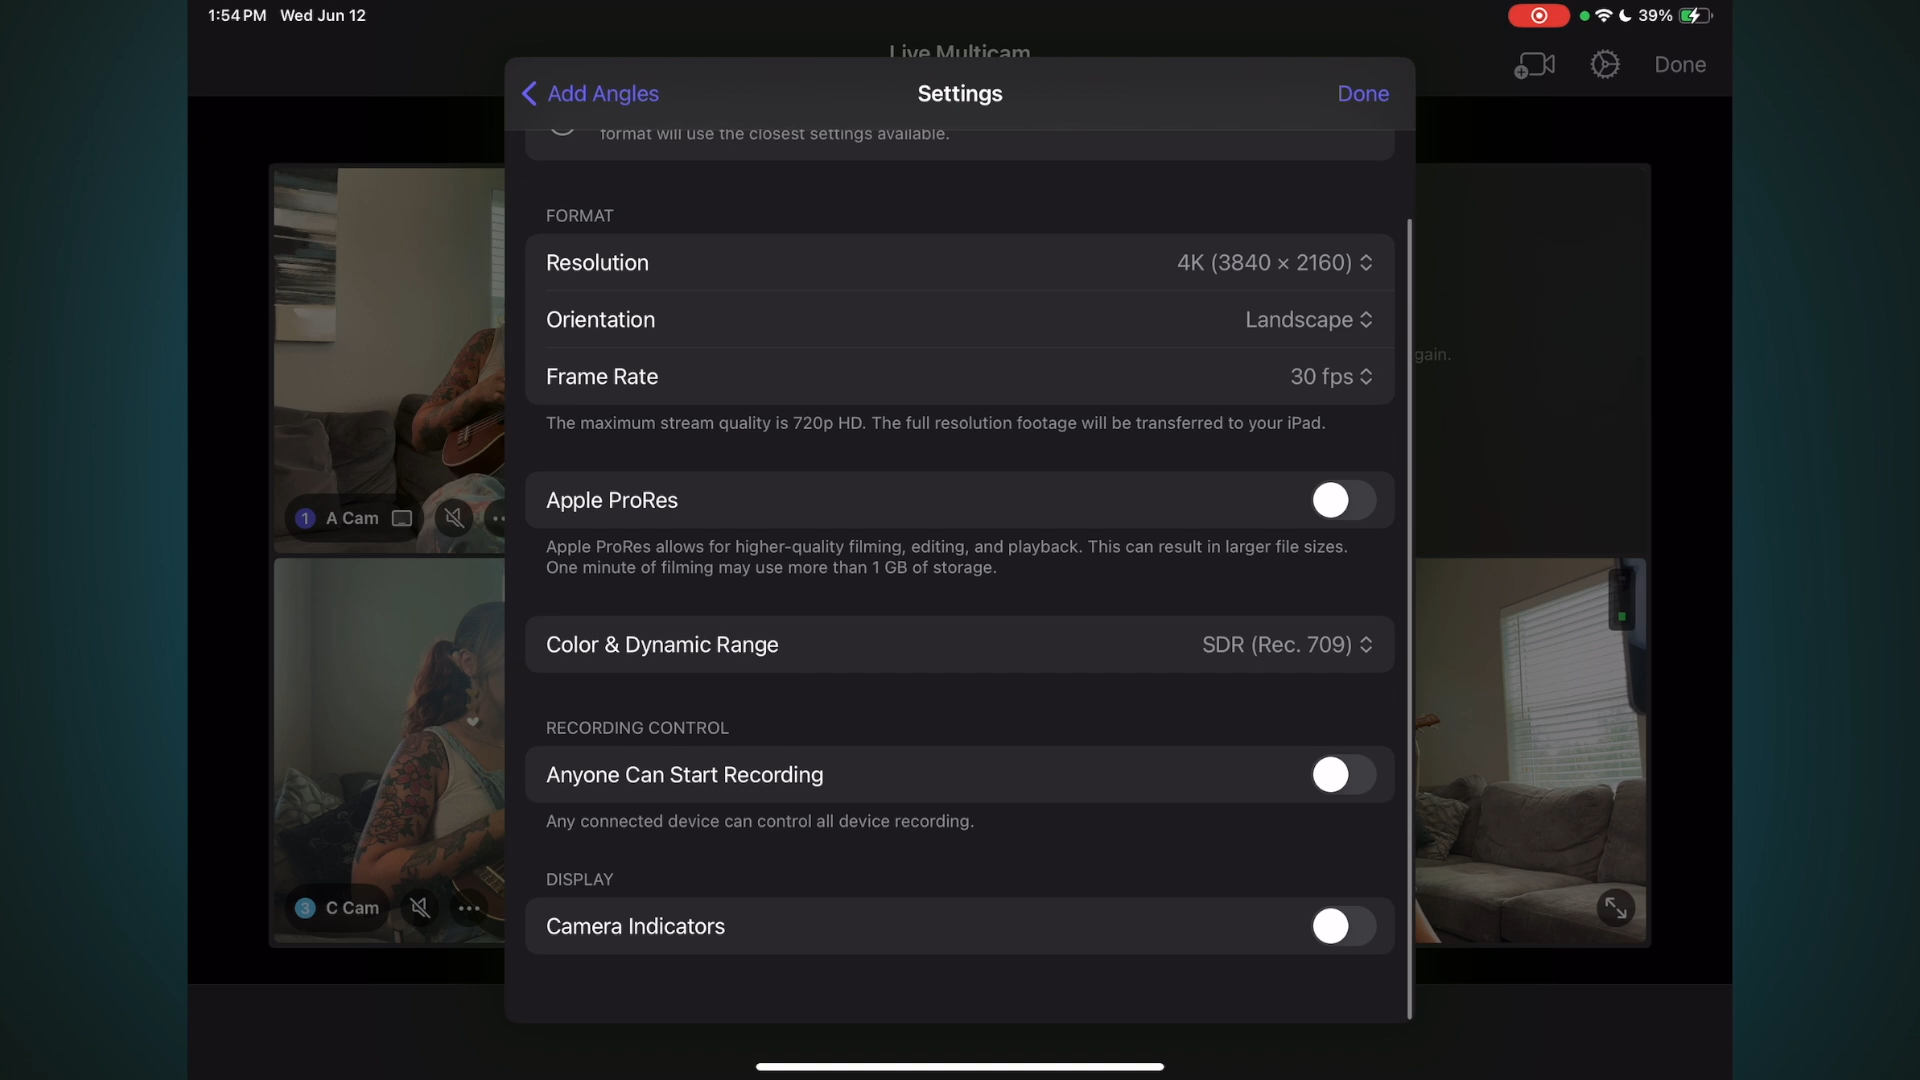 1:54 PM Wed Jun 12
39%
Live Multicam
Done
Add Angles
Settings
Done
format will use the closest settings available.
FORMAT
Resolution
4K (3840 × 2160)
Orientation
Landscape
gain.
Frame Rate
30 fps
The maximum stream quality is 720p HD. The full resolution footage will be transferred to your iPad.
Apple ProRes
1 A Cam
Apple ProRes allows for higher-quality filming, editing, and playback. This can result in larger file sizes.
One minute of filming may use more than 1 GB of storage.
Color & Dynamic Range
SDR (Rec. 709)
RECORDING CONTROL
Anyone Can Start Recording
Any connected device can control all device recording.
DISPLAY
3 C Cam
Camera Indicators